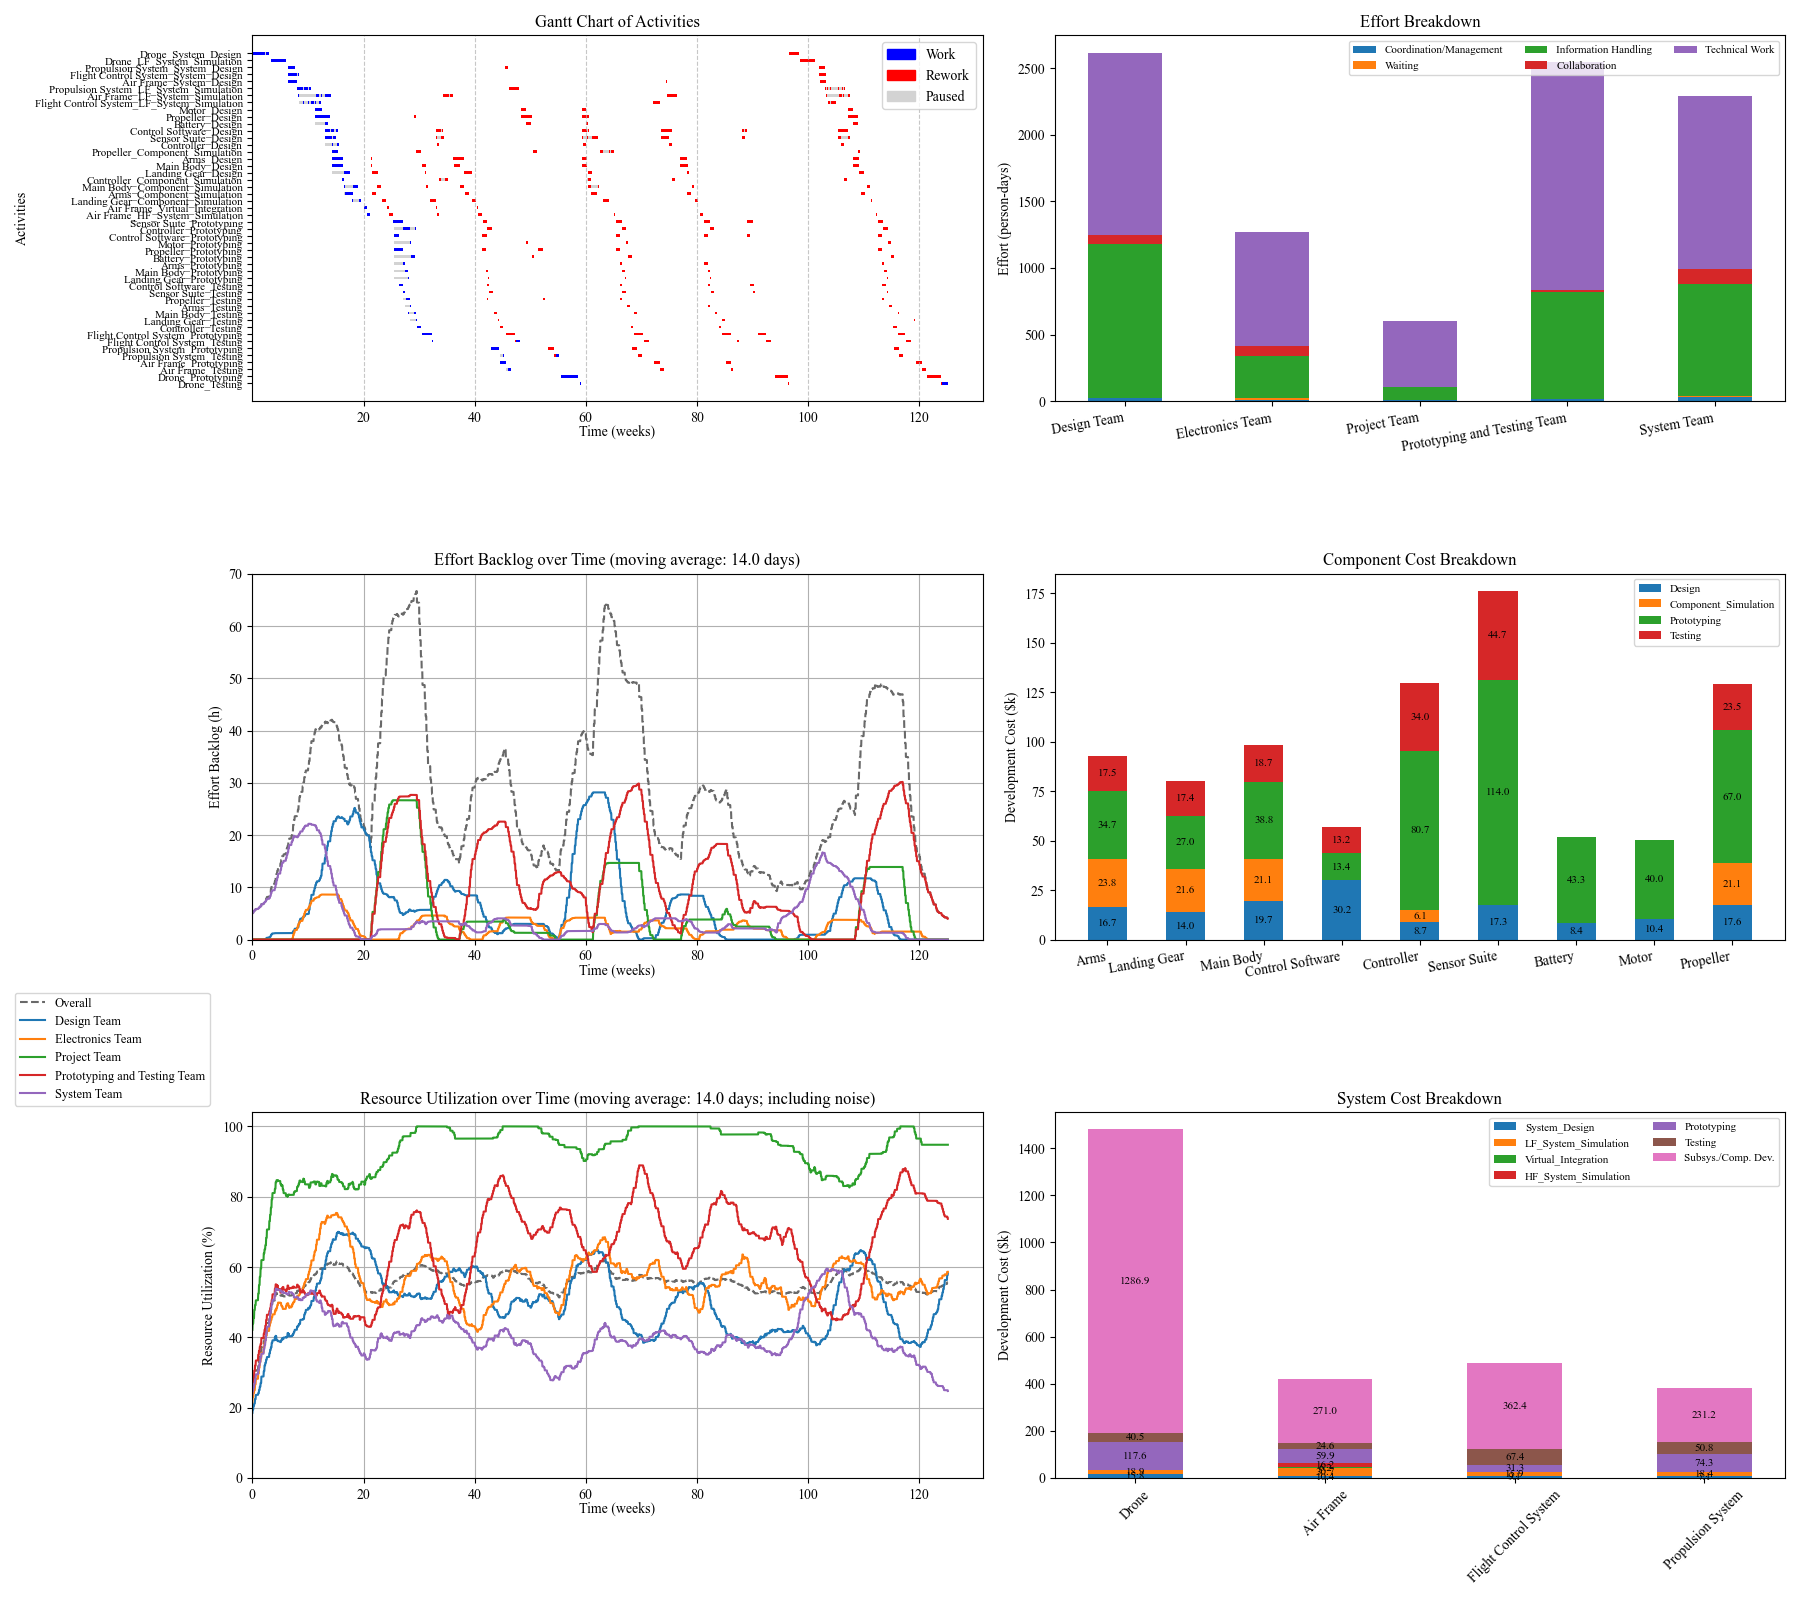 Gantt Chart of Activities
Activities
Drone_System_Design
Drone_LF_System_Simulation
Propulsion System_System_Design
Flight Control System_System_Design
Air Frame_System_Design
Propulsion System_LF_System_Simulation
Air Frame_LF_System_Simulation
Flight Control System_LF_System_Simulation
Motor_Design
Propeller_Design
Battery_Design
Control Software_Design
Sensor Suite_Design
Controller_Design
Propeller_Component_Simulation
Arms_Design
Main Body_Design
Landing Gear_Design
Controller_Component_Simulation
Main Body_Component_Simulation
Arms_Component_Simulation
Landing Gear_Component_Simulation
Air Frame_Virtual_Integration
Air Frame_HF_System_Simulation
Sensor Suite_Prototyping
Controller_Prototyping
Control Software_Prototyping
Motor_Prototyping
Propeller_Prototyping
Battery_Prototyping
Arms_Prototyping
Main Body_Prototyping
Landing Gear_Prototyping
Control Software_Testing
Sensor Suite_Testing
Propeller_Testing
Arms_Testing
Main Body_Testing
Landing Gear_Testing
Controller_Testing
Flight Control System_Prototyping
Flight Control System_Testing
Propulsion System_Prototyping
Propulsion System_Testing
Air Frame_Prototyping
Air Frame_Testing
Drone_Prototyping
Drone_Testing
Work
Rework
Paused
20 40 60 80 100 120
Time (weeks)
Effort Breakdown
Effort (person-days)
2500
2000
1500
1000
500
0
Coordination/Management
Waiting
Information Handling
Collaboration
Technical Work
Design Team
Electronics Team
Project Team
Prototyping and Testing Team
System Team
Effort Backlog over Time (moving average: 14.0 days)
Effort Backlog (h)
70
60
50
40
30
20
10
0
0 20 40 60 80 100 120
Time (weeks)
Component Cost Breakdown
Development Cost ($k)
175
150
125
100
75
50
25
0
Design
Component_Simulation
Prototyping
Testing
17.5
34.7
23.8
16.7
17.4
27.0
21.6
14.0
18.7
38.8
21.1
19.7
13.2
13.4
30.2
34.0
80.7
6.1
8.7
44.7
114.0
17.3
43.3
8.4
40.0
10.4
23.5
67.0
21.1
17.6
Arms
Landing Gear
Main Body
Control Software
Controller
Sensor Suite
Battery
Motor
Propeller
Overall
Design Team
Electronics Team
Project Team
Prototyping and Testing Team
System Team
Resource Utilization over Time (moving average: 14.0 days; including noise)
Resource Utilization (%)
100
80
60
40
20
0
0 20 40 60 80 100 120
Time (weeks)
System Cost Breakdown
Development Cost ($k)
1400
1200
1000
800
600
400
200
0
System_Design
LF_System_Simulation
Virtual_Integration
HF_System_Simulation
Prototyping
Testing
Subsys./Comp. Dev.
1286.9
40.5
117.6
18.9
271.0
24.6
59.9
16.2
362.4
67.4
31.3
231.2
50.8
74.3
18.4
Drone
Air Frame
Flight Control System
Propulsion System